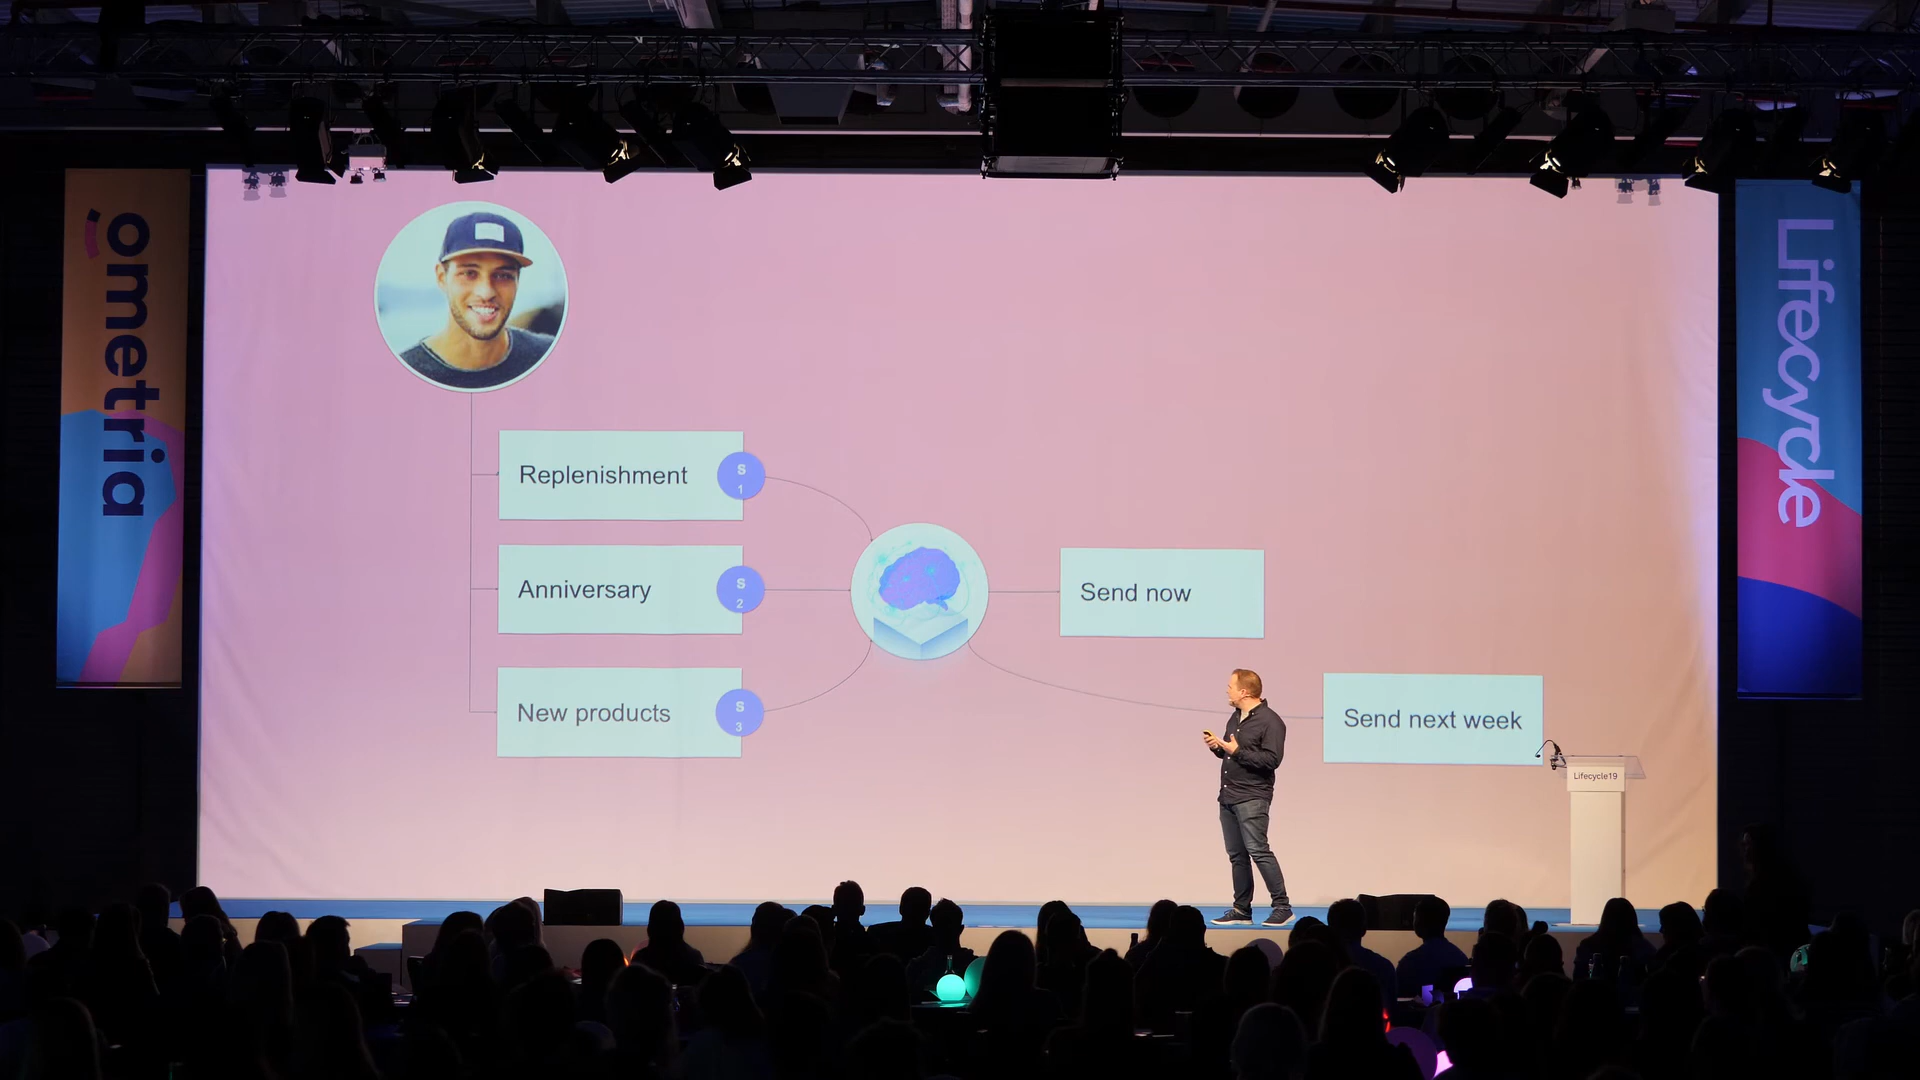 ometria
Lifecycle
Replenishment
S
1
Anniversary
S
2
New products
S
3
Send now
Send next week
Lifecycle19